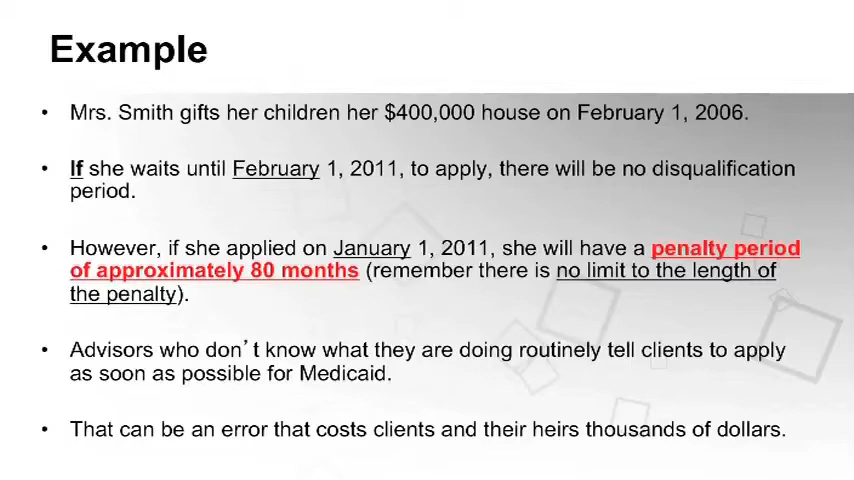 Example
• Mrs. Smith gifts her children her $400,000 house on February 1, 2006.
• If she waits until February 1, 2011, to apply, there will be no disqualification
period.
• However, if she applied on January 1, 2011, she will have a penalty period
of approximately 80 months (remember there is no limit to the length of
the penalty).
• Advisors who don’t know what they are doing routinely tell clients to apply
as soon as possible for Medicaid.
• That can be an error that costs clients and their heirs thousands of dollars.